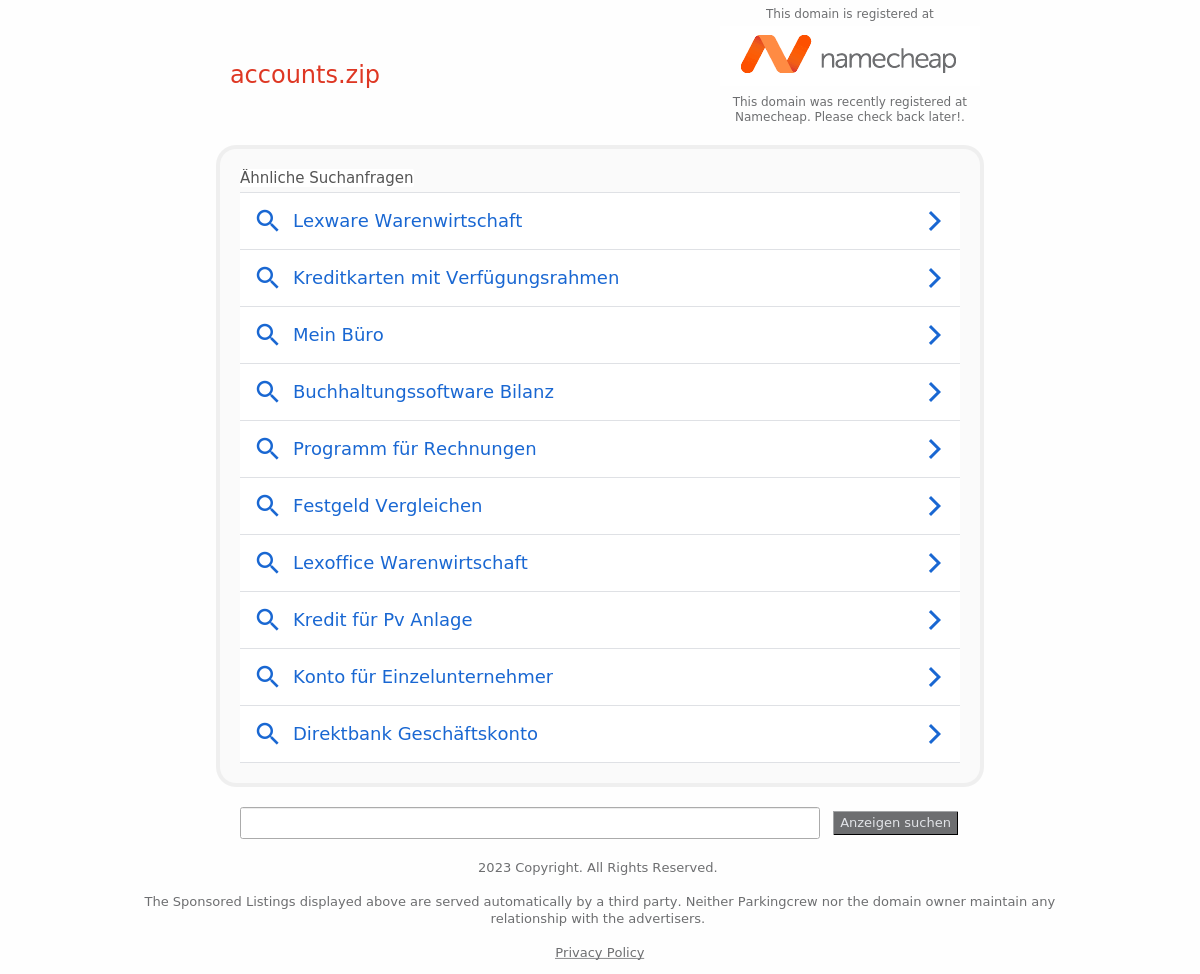 This domain is registered at
namecheap
accounts.zip
This domain was recently registered at
Namecheap. Please check back later!.
Ähnliche Suchanfragen
Lexware Warenwirtschaft
Kreditkarten mit Verfügungsrahmen
Mein Büro
Buchhaltungssoftware Bilanz
Programm für Rechnungen
Festgeld Vergleichen
Lexoffice Warenwirtschaft
Kredit für Pv Anlage
Konto für Einzelunternehmer
Direktbank Geschäftskonto
Anzeigen suchen
2023 Copyright. All Rights Reserved.
The Sponsored Listings displayed above are served automatically by a third party. Neither Parkingcrew nor the domain owner maintain any
relationship with the advertisers.
Privacy Policy